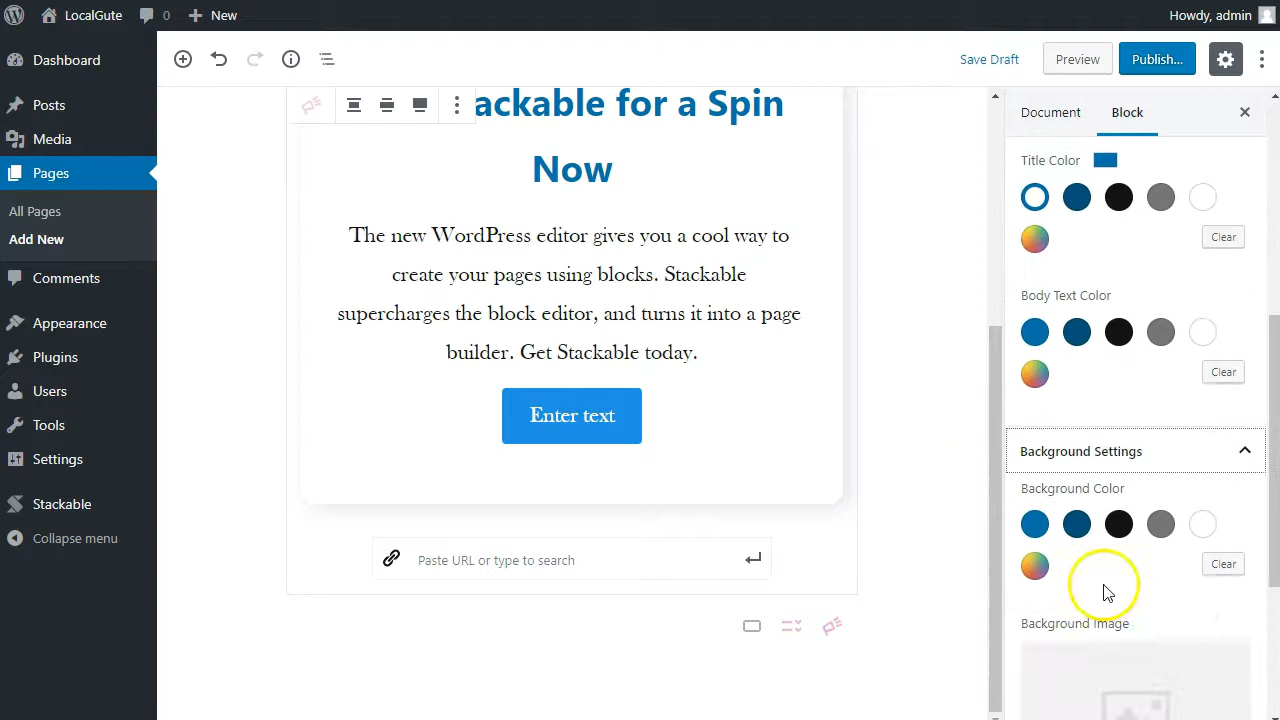 LocalGute
0
New
Howdy, admin
Dashboard
Posts
Media
Pages
All Pages
Add New
Comments
Appearance
Plugins
Users
Tools
Settings
Stackable
Collapse menu
Save Draft
Preview
Publish...
ackable for a Spin
Now
The new WordPress editor gives you a cool way to
create your pages using blocks. Stackable
supercharges the block editor, and turns it into a page
builder. Get Stackable today.
Enter text
Paste URL or type to search
Document
Block
Title Color
Clear
Body Text Color
Clear
Background Settings
Background Color
Clear
Background Image